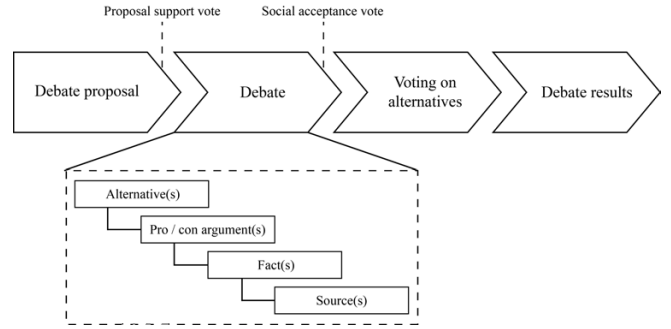 Proposal support vote
Social acceptance vote
Debate proposal
Debate
Voting on
alternatives
Debate results
Alternative(s)
Pro / con argument(s)
Fact(s)
Source(s)